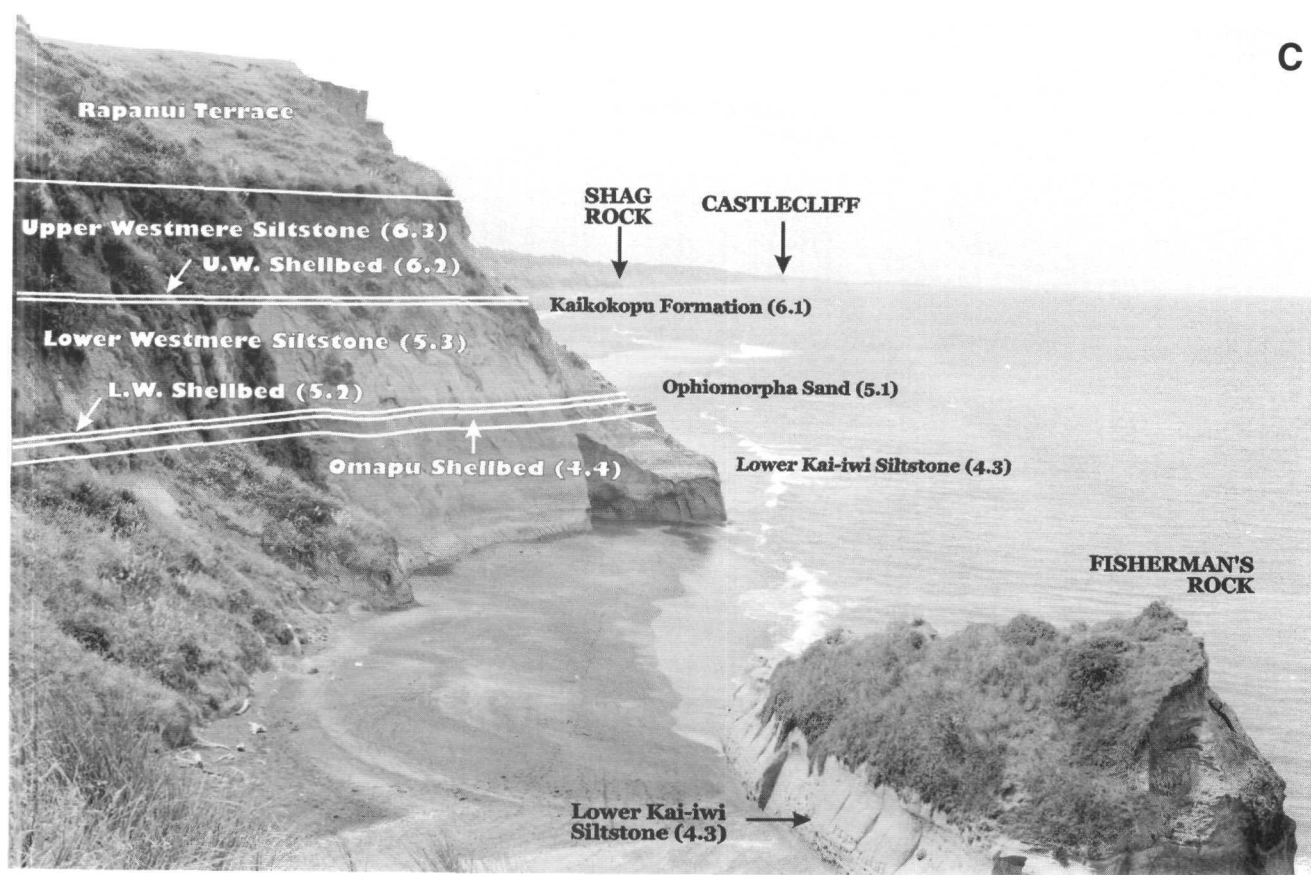 C
Rapanui Terrace
SHAG
ROCK
CASTLECLIFF
Upper Westmere Siltstone (6.3)
U.W. Shellbed (6.2)
Kaikokopu Formation (6.1)
Lower Westmere Siltstone (5.3)
L.W. Shellbed (5.2)
Ophiomorpha Sand (5.1)
Omapu Shellbed (4.4)
Lower Kai-iwi Siltstone (4.3)
FISHERMAN'S
ROCK
Lower Kai-iwi
Siltstone (4.3)